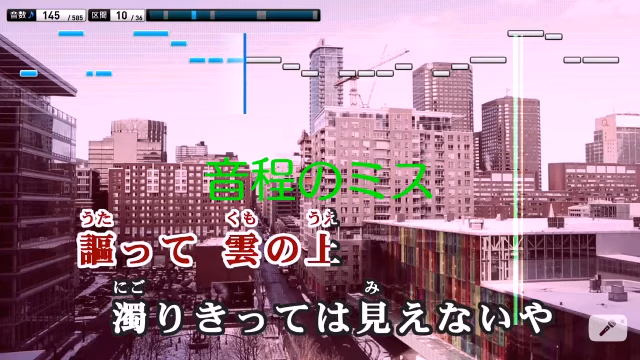 音数♪ 145 / 585 区間 10 / 36
音程のミス
うた くも うえ
謳って 雲の上
にご み
濁りきっては見えないや